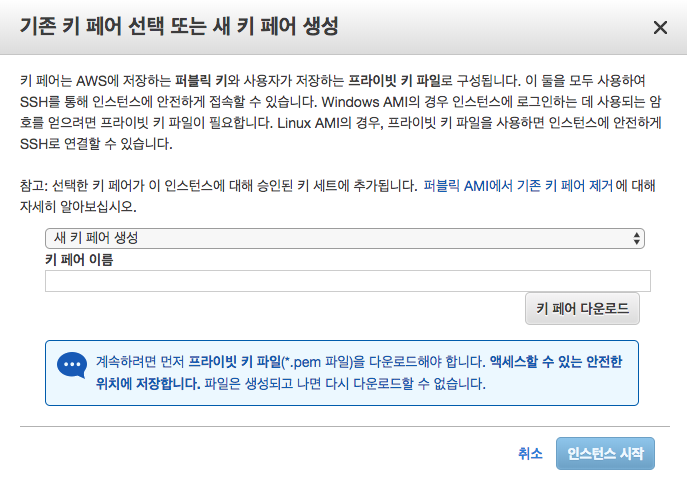 기존 키 페어 선택 또는 새 키 페어 생성
키 페어는 AWS에 저장하는 퍼블릭 키와 사용자가 저장하는 프라이빗 키 파일로 구성됩니다. 이 둘을 모두 사용하여
SSH를 통해 인스턴스에 안전하게 접속할 수 있습니다. Windows AMI의 경우 인스턴스에 로그인하는 데 사용되는 암
호를 얻으려면 프라이빗 키 파일이 필요합니다. Linux AMI의 경우, 프라이빗 키 파일을 사용하면 인스턴스에 안전하게
SSH로 연결할 수 있습니다.
참고: 선택한 키 페어가 이 인스턴스에 대해 승인된 키 세트에 추가됩니다. 퍼블릭 AMI에서 기존 키 페어 제거 에 대해
자세히 알아보십시오.
새 키 페어 생성
키 페어 이름
키 페어 다운로드
계속하려면 먼저 프라이빗 키 파일(*.pem 파일)을 다운로드해야 합니다. 액세스할 수 있는 안전한
위치에 저장합니다. 파일은 생성되고 나면 다시 다운로드할 수 없습니다.
취소
인스턴스 시작